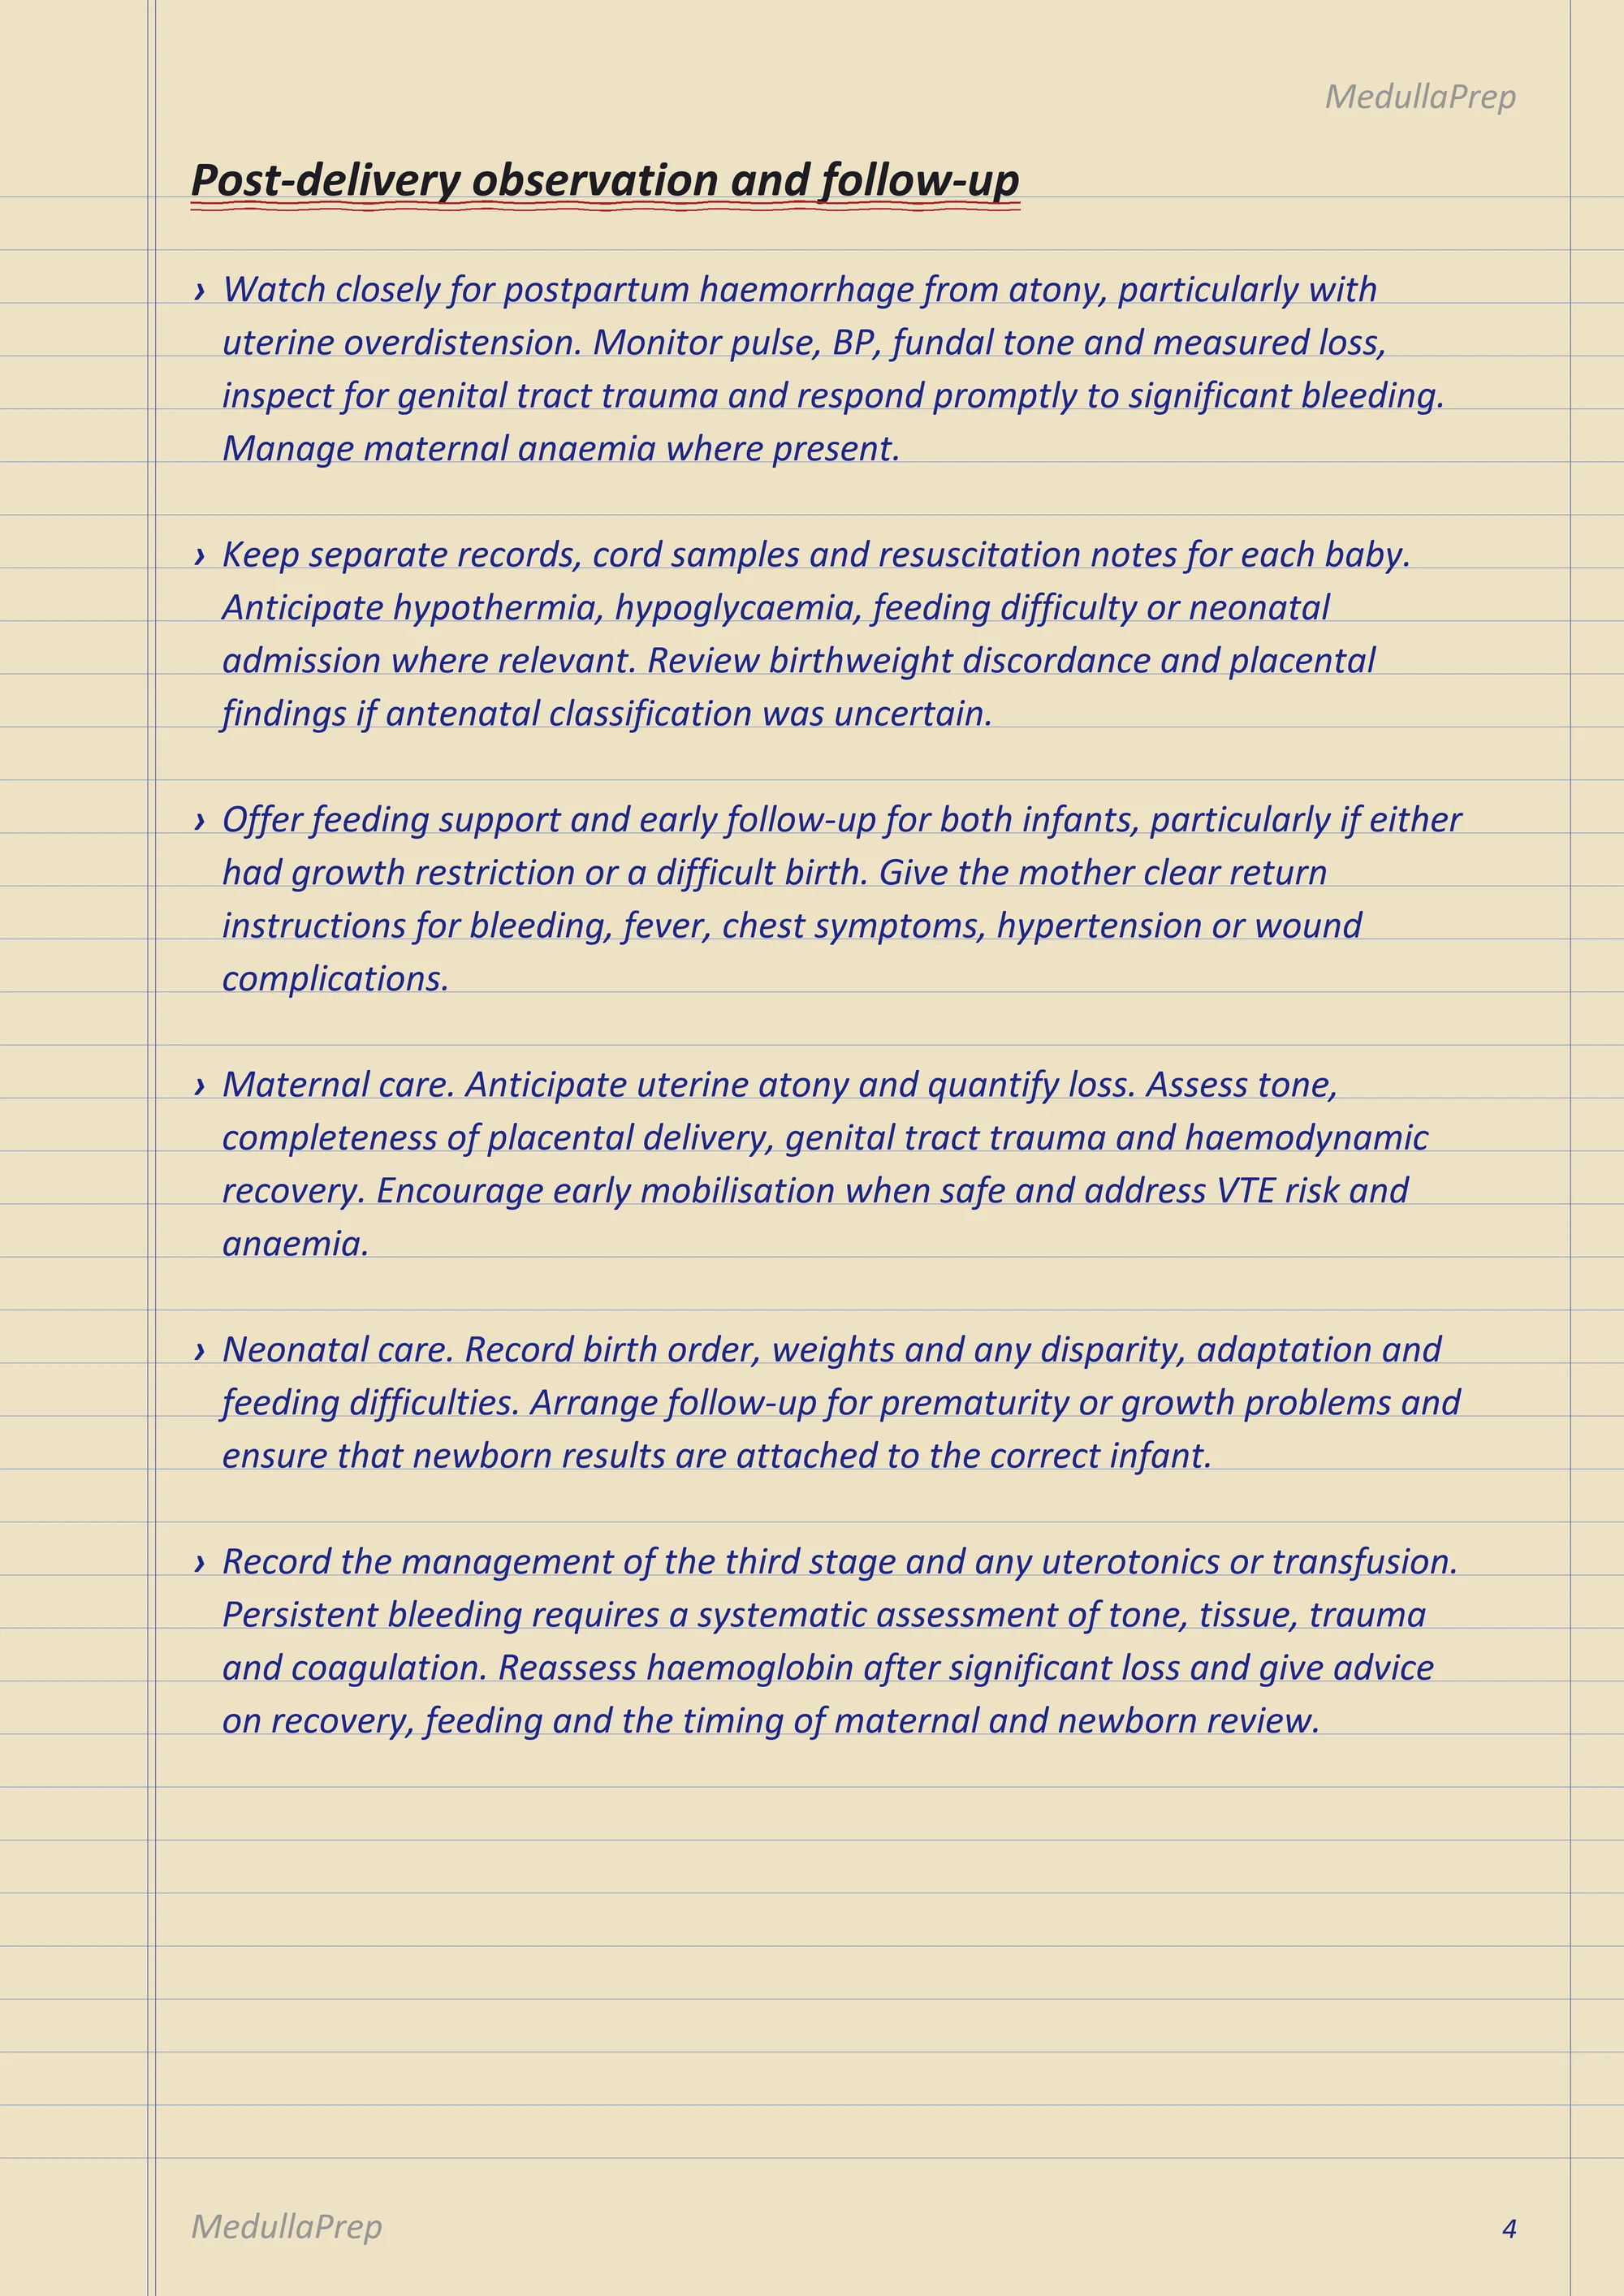 MedullaPrep
Post-delivery observation and follow-up
› Watch closely for postpartum haemorrhage from atony, particularly with
uterine overdistension. Monitor pulse, BP, fundal tone and measured loss,
inspect for genital tract trauma and respond promptly to significant bleeding.
Manage maternal anaemia where present.
› Keep separate records, cord samples and resuscitation notes for each baby.
Anticipate hypothermia, hypoglycaemia, feeding difficulty or neonatal
admission where relevant. Review birthweight discordance and placental
findings if antenatal classification was uncertain.
› Offer feeding support and early follow-up for both infants, particularly if either
had growth restriction or a difficult birth. Give the mother clear return
instructions for bleeding, fever, chest symptoms, hypertension or wound
complications.
› Maternal care. Anticipate uterine atony and quantify loss. Assess tone,
completeness of placental delivery, genital tract trauma and haemodynamic
recovery. Encourage early mobilisation when safe and address VTE risk and
anaemia.
› Neonatal care. Record birth order, weights and any disparity, adaptation and
feeding difficulties. Arrange follow-up for prematurity or growth problems and
ensure that newborn results are attached to the correct infant.
› Record the management of the third stage and any uterotonics or transfusion.
Persistent bleeding requires a systematic assessment of tone, tissue, trauma
and coagulation. Reassess haemoglobin after significant loss and give advice
on recovery, feeding and the timing of maternal and newborn review.
MedullaPrep
4